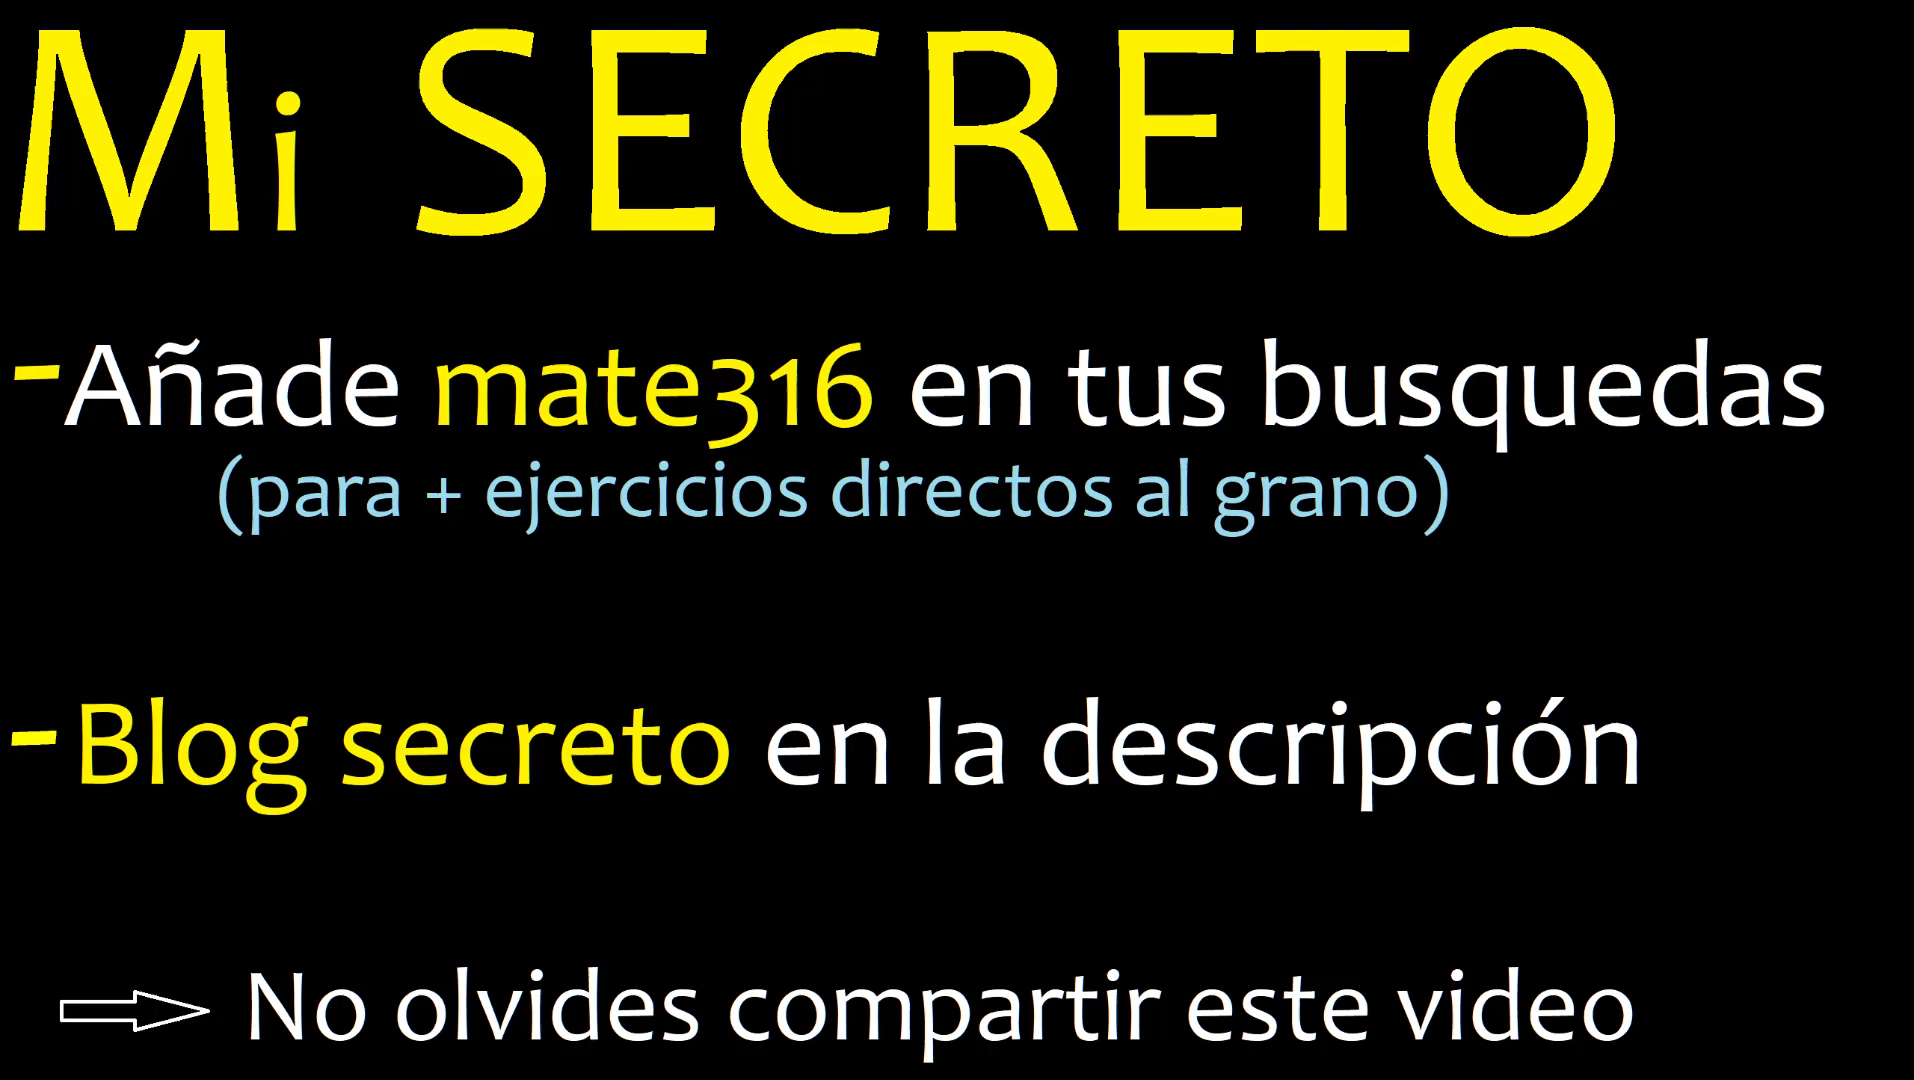 Mi SECRETO
-Añade mate316 en tus busquedas
(para + ejercicios directos al grano)
-Blog secreto en la descripción
No olvides compartir este video